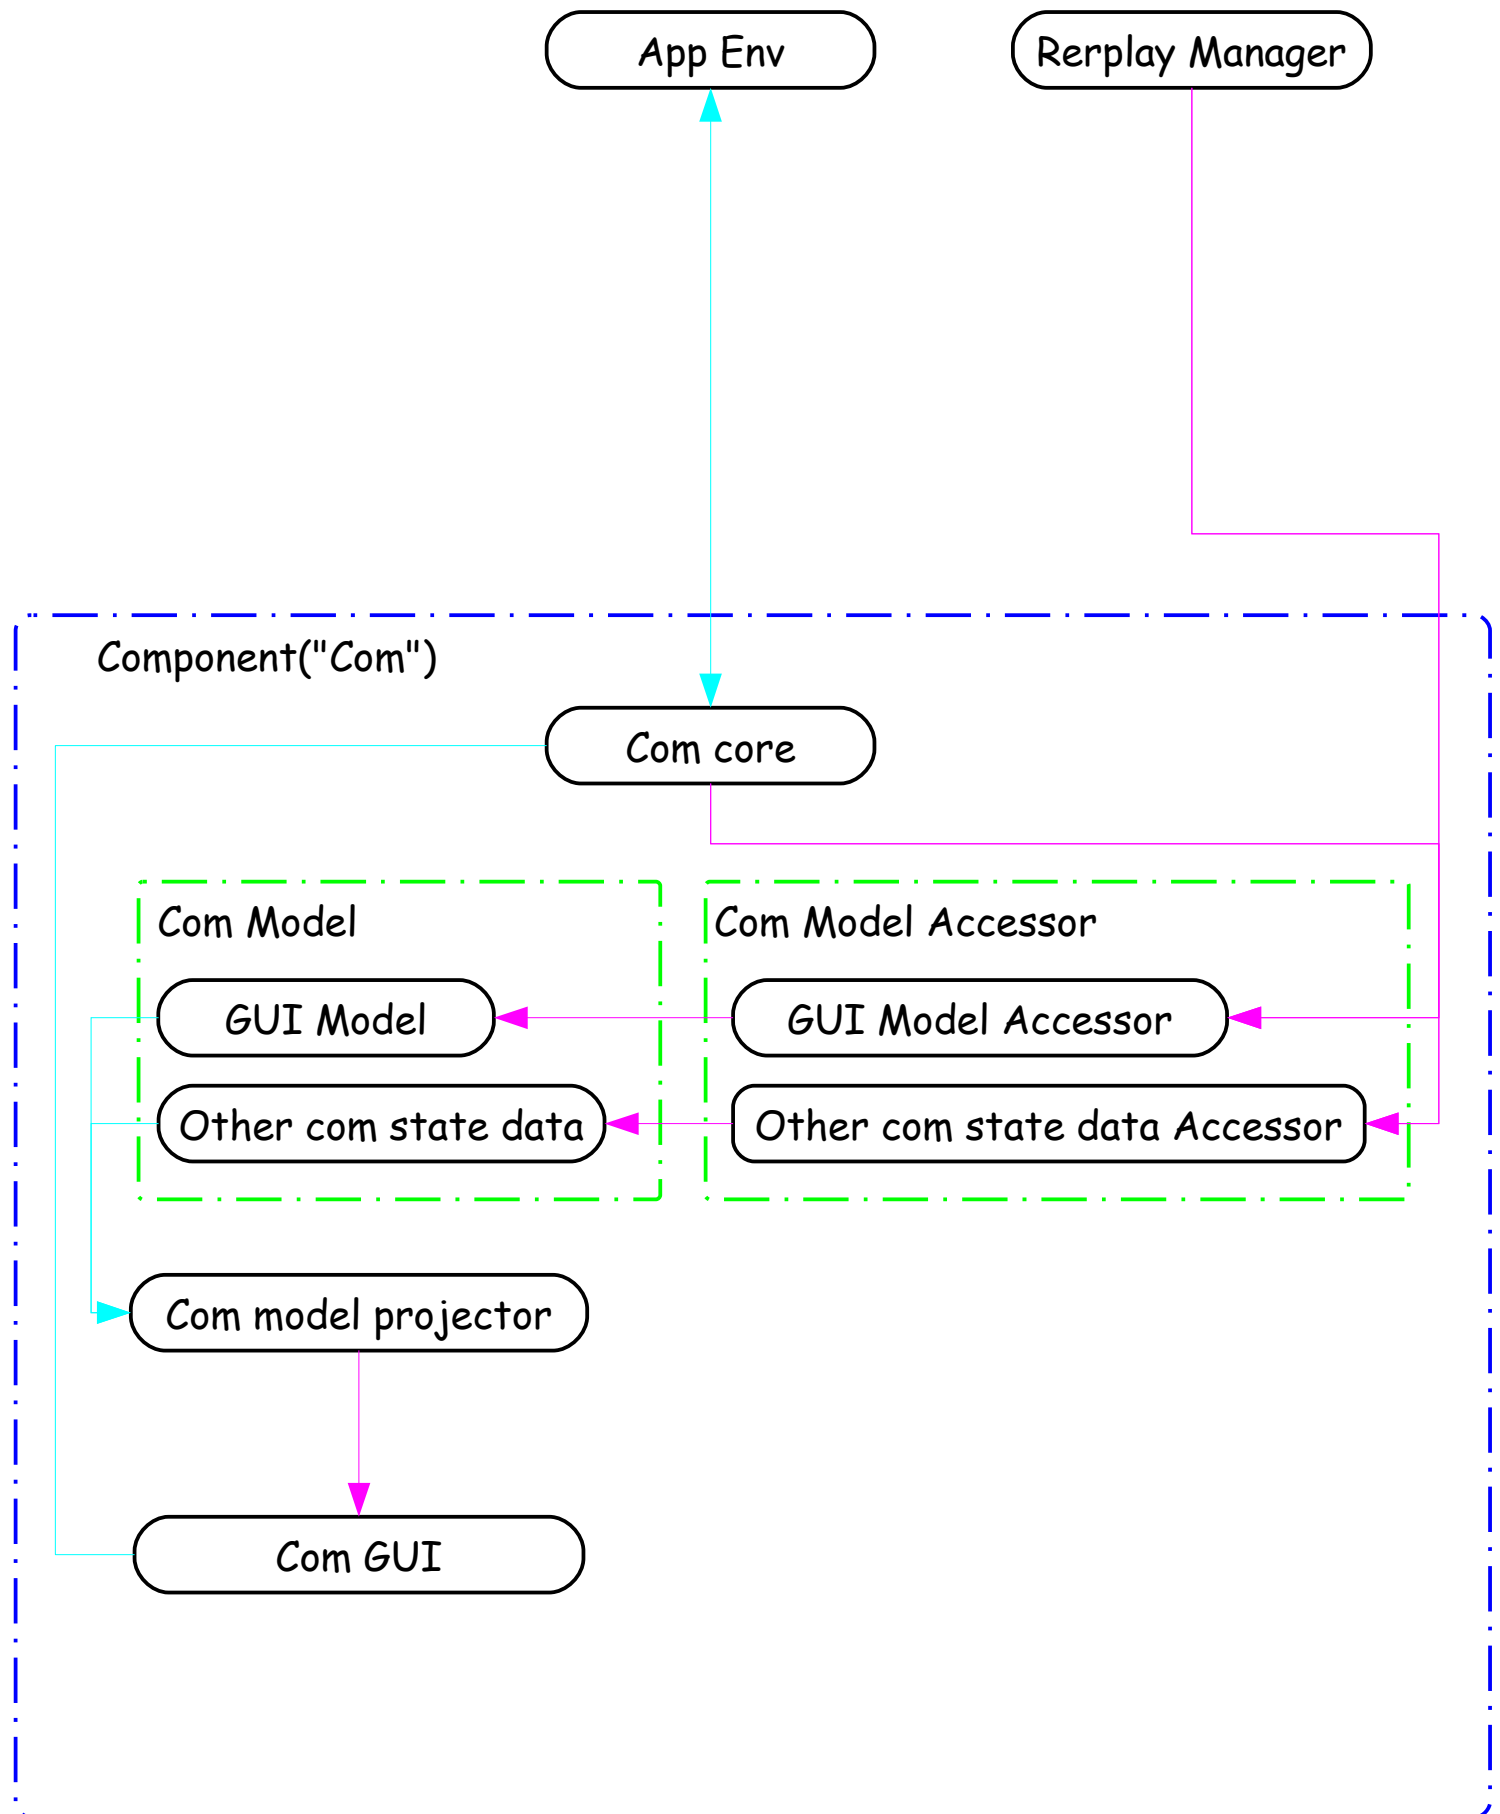 App Env
Rerplay Manager
Component("Com")
Com core
Com Model
Com Model Accessor
GUI Model
GUI Model Accessor
Other com state data
Other com state data Accessor
Com model projector
Com GUI